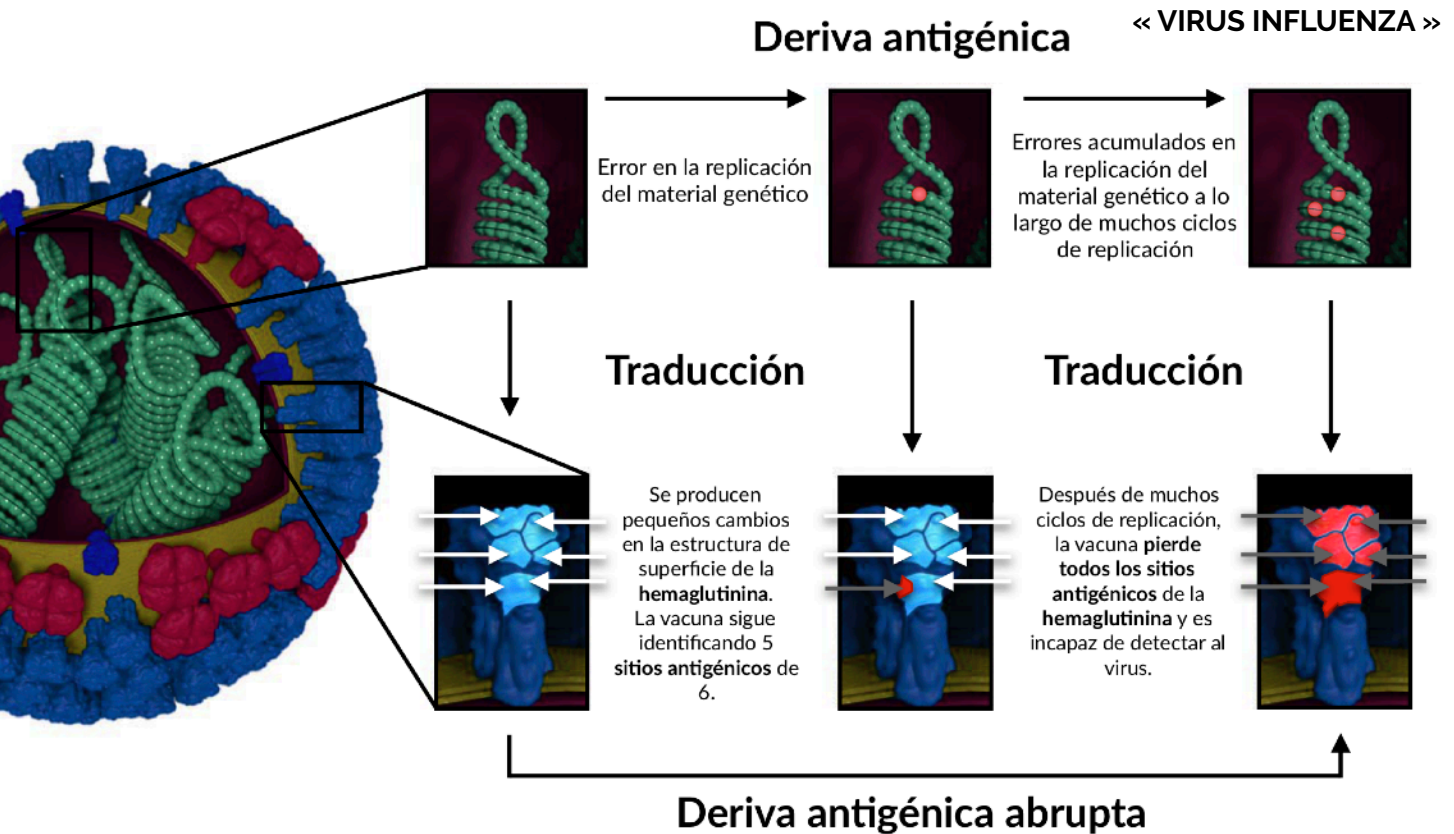 « VIRUS INFLUENZA »
Deriva antigénica
Error en la replicación
del material genético
Errores acumulados en
la replicación del
material genético a lo
largo de muchos ciclos
de replicación
Traducción
Traducción
Se producen
pequeños cambios
en la estructura de
superficie de la
hemaglutinina.
La vacuna sigue
identificando 5
sitios antigénicos de
6.
Después de muchos
ciclos de replicación,
la vacuna pierde
todos los sitios
antigénicos de la
hemaglutinina y es
incapaz de detectar al
virus.
Deriva antigénica abrupta